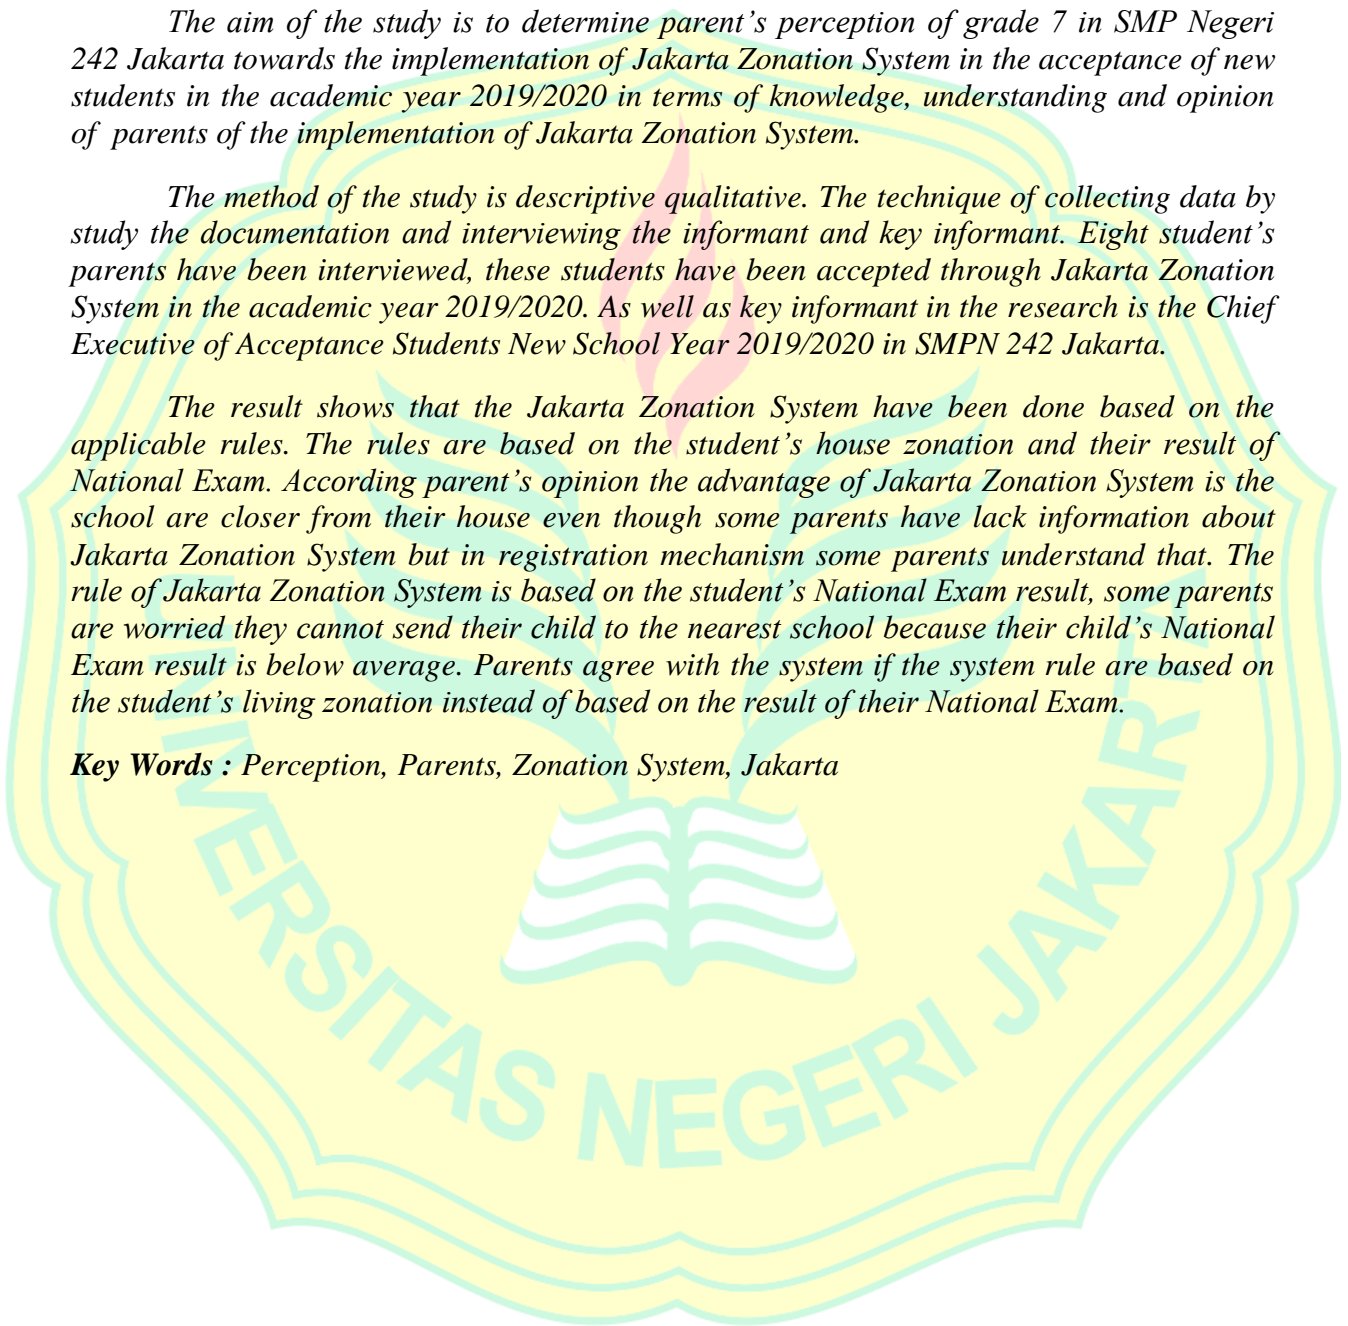 The aim of the study is to determine parent's perception of grade 7 in SMP Negeri
242 Jakarta towards the implementation of Jakarta Zonation System in the acceptance of new
students in the academic year 2019/2020 in terms of knowledge, understanding and opinion
of parents of the implementation of Jakarta Zonation System.
The method of the study is descriptive qualitative. The technique of collecting data by
study the documentation and interviewing the informant and key informant. Eight student's
parents have been interviewed, these students have been accepted through Jakarta Zonation
System in the academic year 2019/2020. As well as key informant in the research is the Chief
Executive of Acceptance Students New School Year 2019/2020 in SMPN 242 Jakarta.
The result shows that the Jakarta Zonation System have been done based on the
applicable rules. The rules are based on the student's house zonation and their result of
National Exam. According parent's opinion the advantage of Jakarta Zonation System is the
school are closer from their house even though some parents have lack information about
Jakarta Zonation System but in registration mechanism some parents understand that. The
rule of Jakarta Zonation System is based on the student's National Exam result, some parents
are worried they cannot send their child to the nearest school because their child's National
Exam result is below average. Parents agree with the system if the system rule are based on
the student's living zonation instead of based on the result of their National Exam.
Key Words : Perception, Parents, Zonation System, Jakarta
UNIVERSITAS NEGERI JAKARTA